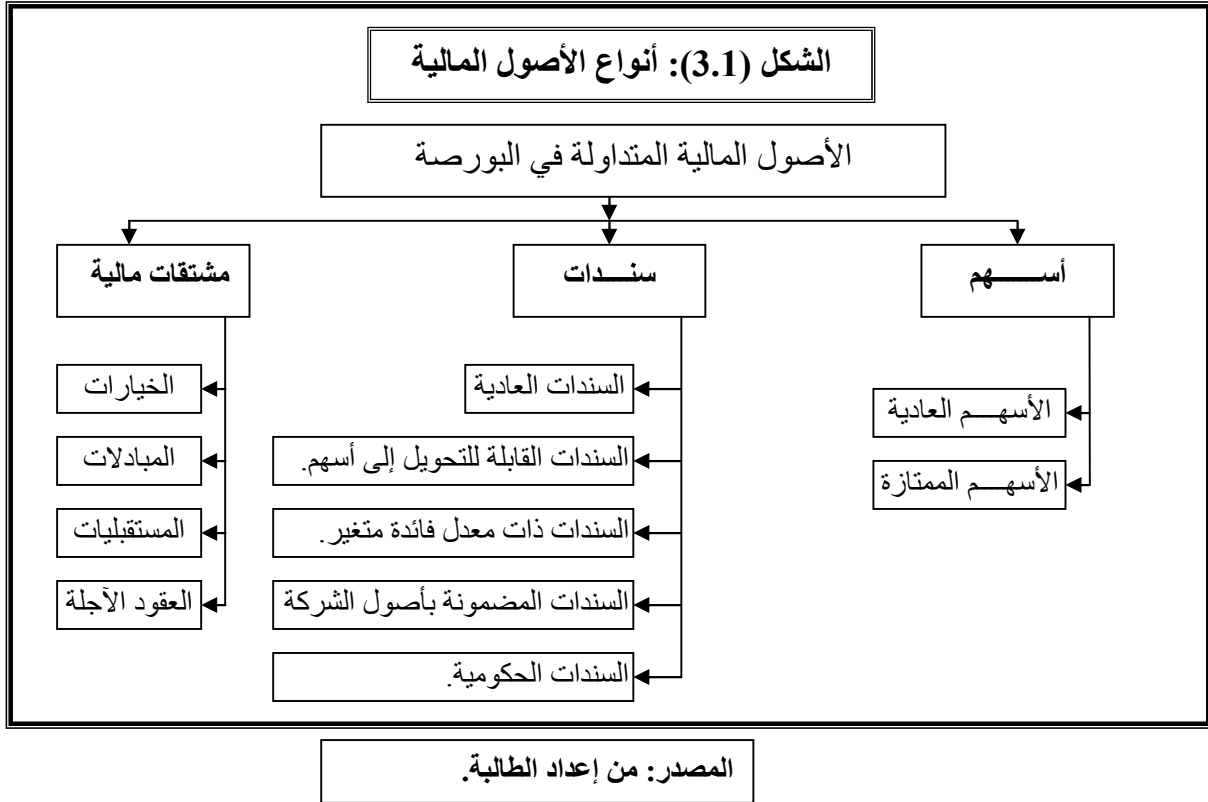 الشكل (3.1): أنواع الأصول المالية
الأصول المالية المتداولة في البورصة
أســـــهم
الأسهـــم العادية
الأسهـــم الممتازة
سنـــدات
السندات العادية
السندات القابلة للتحويل إلى أسهم.
السندات ذات معدل فائدة متغير.
السندات المضمونة بأصول الشركة
السندات الحكومية.
مشتقات مالية
الخيارات
المبادلات
المستقبليات
العقود الآجلة
المصدر: من إعداد الطالبة.